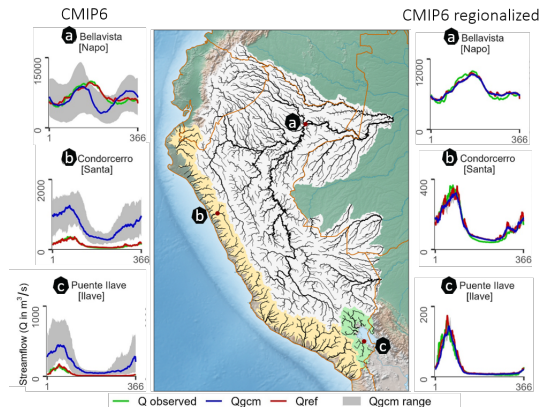 CMIP6
CMIP6 regionalized
a
Bellavista
[Napo]
15000
0
1
366
b
Condorcerro
[Santa]
2000
0
1
366
c
Puente Ilave
[Ilave]
1000
0
1
366
Streamflow (Q in m³/s)
a
b
c
a
Bellavista
[Napo]
12000
0
1
366
b
Condorcerro
[Santa]
400
0
1
366
c
Puente Ilave
[Ilave]
200
0
1
366
Q observed
Qgcm
Qref
Qgcm range